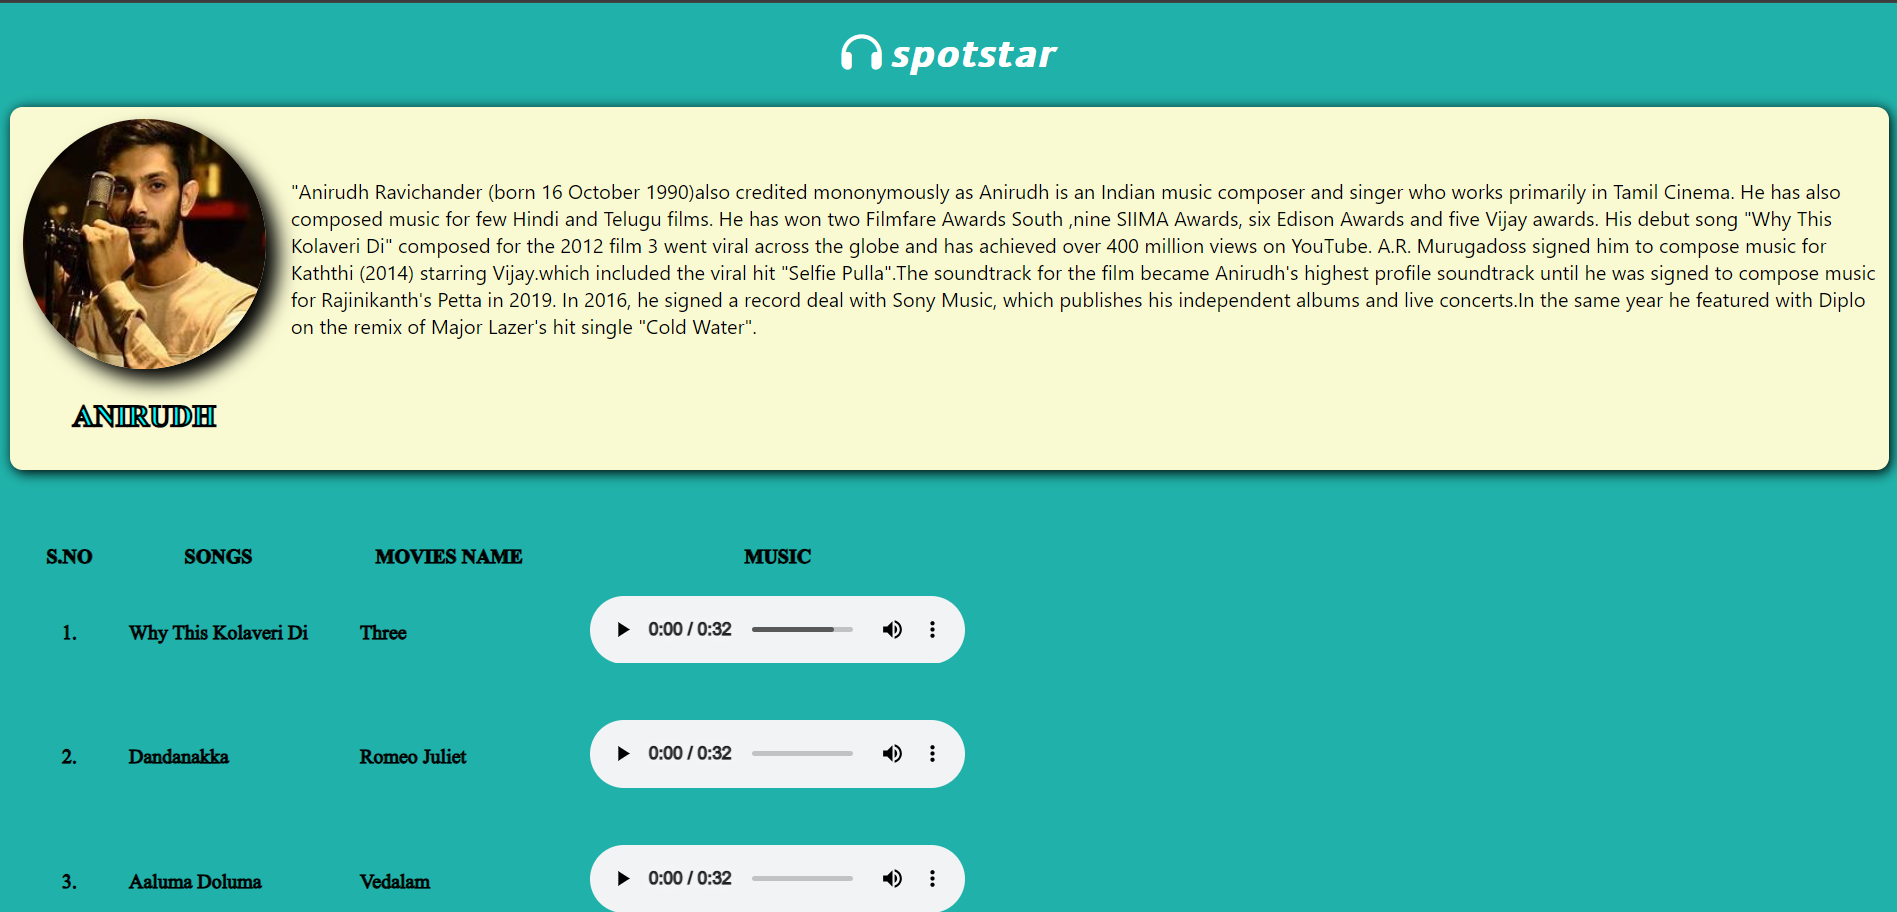 spotstar
"Anirudh Ravichander (born 16 October 1990)also credited mononymously as Anirudh is an Indian music composer and singer who works primarily in Tamil Cinema. He has also
composed music for few Hindi and Telugu films. He has won two Filmfare Awards South ,nine SIIMA Awards, six Edison Awards and five Vijay awards. His debut song "Why This
Kolaveri Di" composed for the 2012 film 3 went viral across the globe and has achieved over 400 million views on YouTube. A.R. Murugadoss signed him to compose music for
Kaththi (2014) starring Vijay.which included the viral hit "Selfie Pulla".The soundtrack for the film became Anirudh's highest profile soundtrack until he was signed to compose music
for Rajinikanth's Petta in 2019. In 2016, he signed a record deal with Sony Music, which publishes his independent albums and live concerts.In the same year he featured with Diplo
on the remix of Major Lazer's hit single "Cold Water".
ANIRUDH
S.NO SONGS MOVIES NAME MUSIC
1. Why This Kolaveri Di Three 0:00 / 0:32
2. Dandanakka Romeo Juliet 0:00 / 0:32
3. Aaluma Doluma Vedalam 0:00 / 0:32